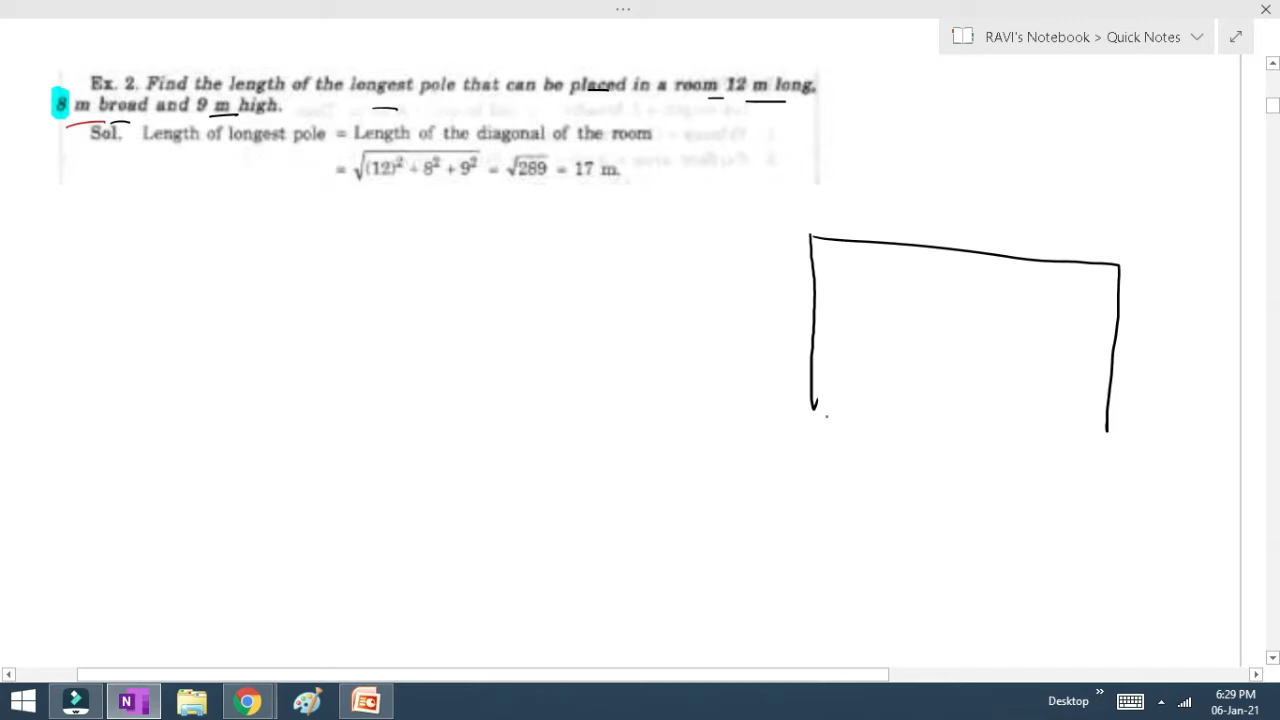 RAVI's Notebook > Quick Notes
Ex. 2. Find the length of the longest pole that can be placed in a room 12 m long,
8 m broad and 9 m high.
Sol. Length of longest pole = Length of the diagonal of the room
= √(12)² + 8² + 9² = √289 = 17 m.
Desktop
6:29 PM
06-Jan-21